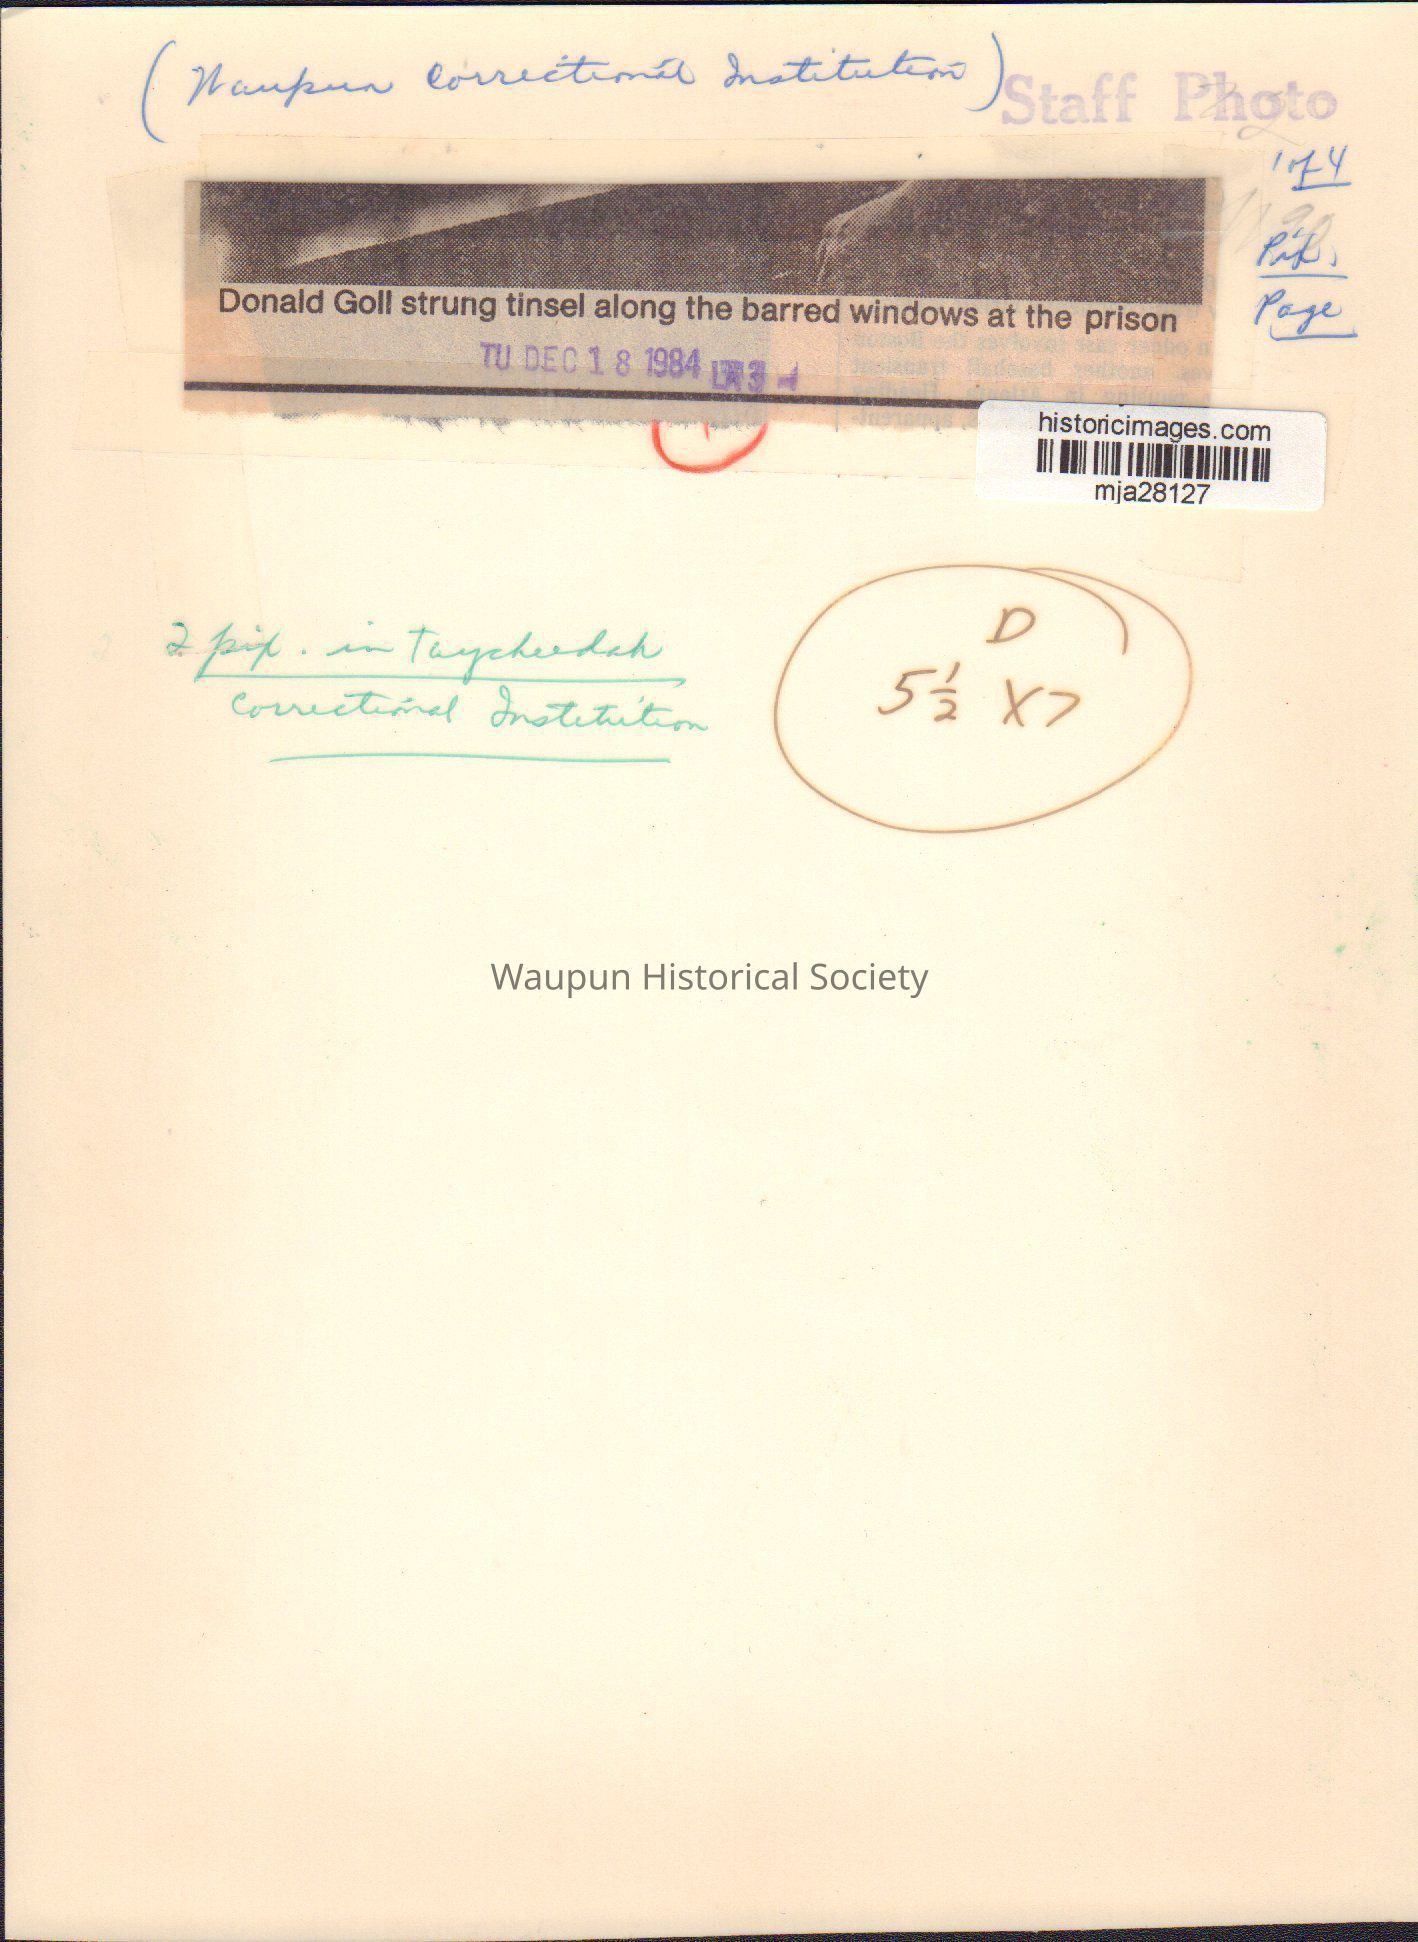 (Waupun Correctional Institution)
Staff Photo
1 of 4
Pix.
Page
Donald Goll strung tinsel along the barred windows at the prison
TU DEC 18 1984
historicimages.com
mja28127
2 pix. in Taycheedah
Correctional Institution
D
5 1/2 X 7
Waupun Historical Society